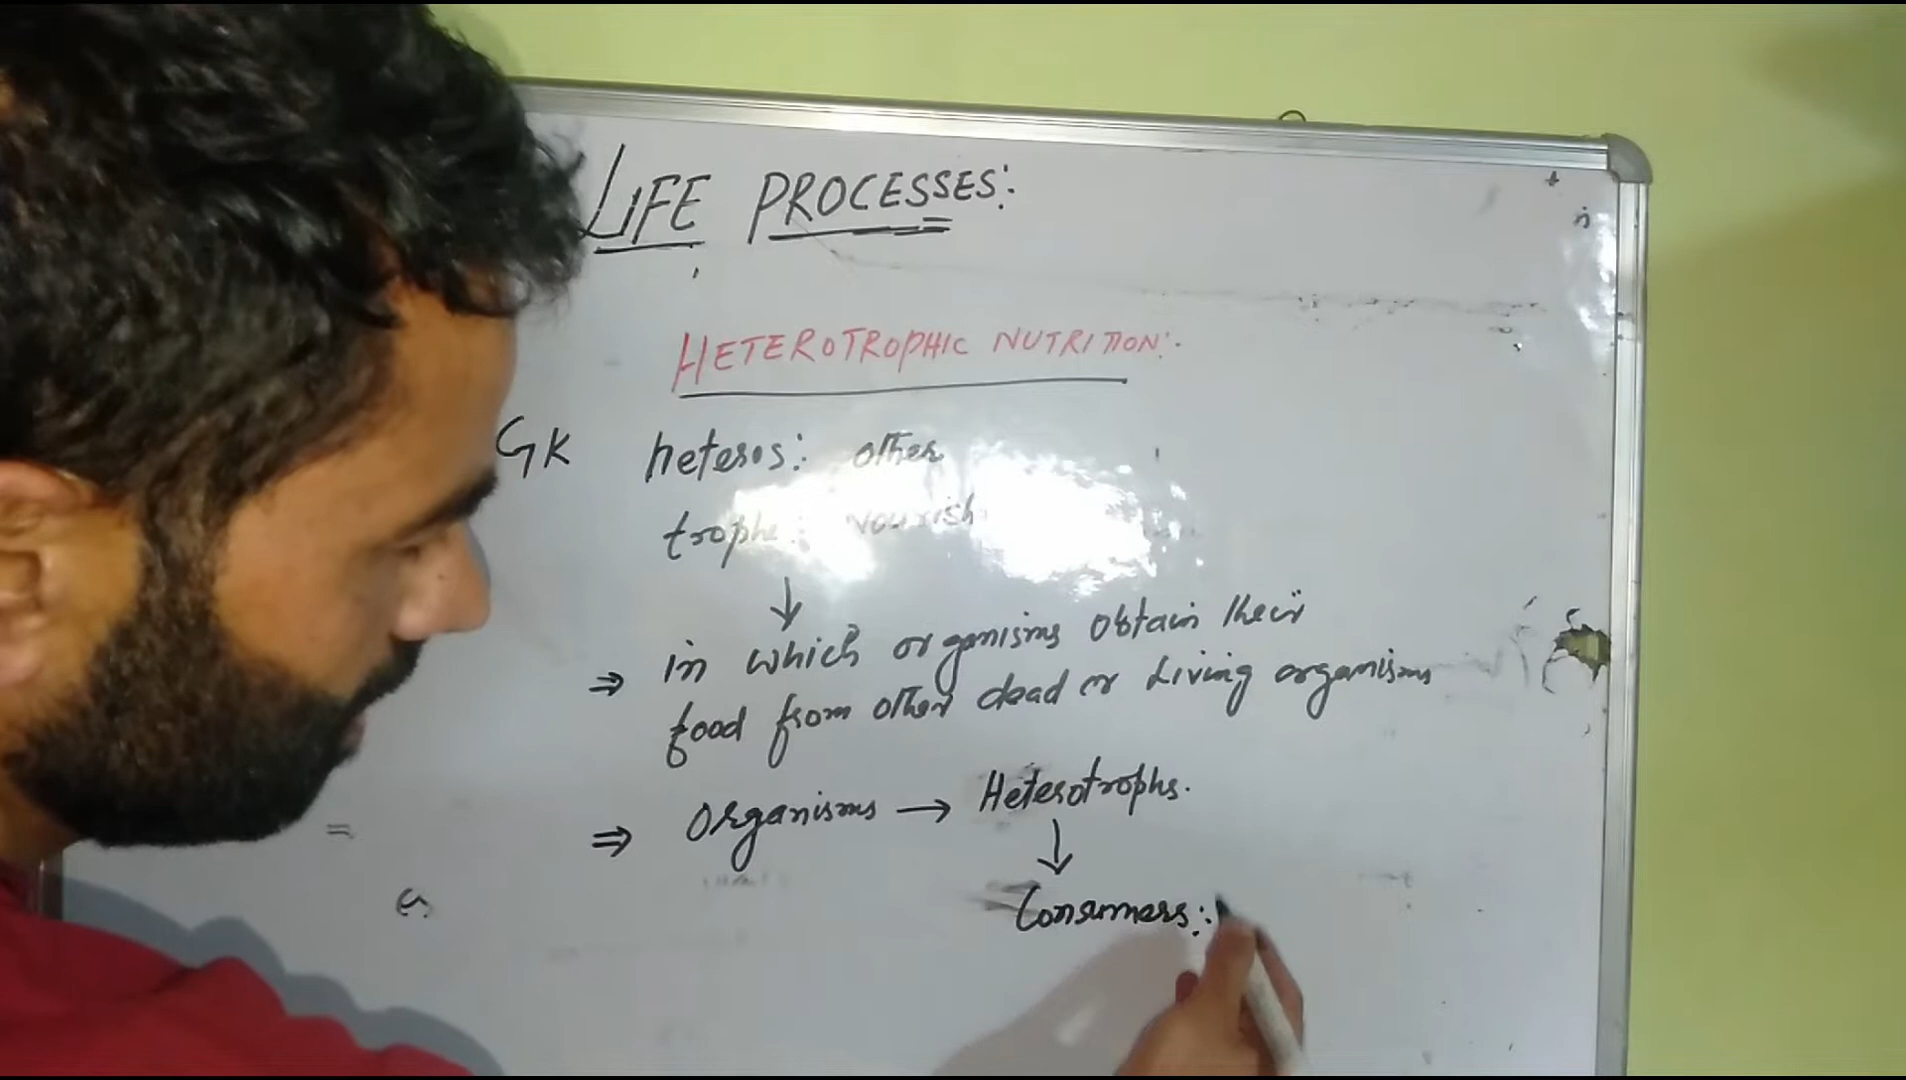 LIFE PROCESSES:
HETEROTROPHIC NUTRITION:
GK heteros: other
trophe: nourish
↓
⇒ in which organisms obtain their
food from other dead or living organisms
⇒ organisms → Heterotrophs.
↓
Consumers: